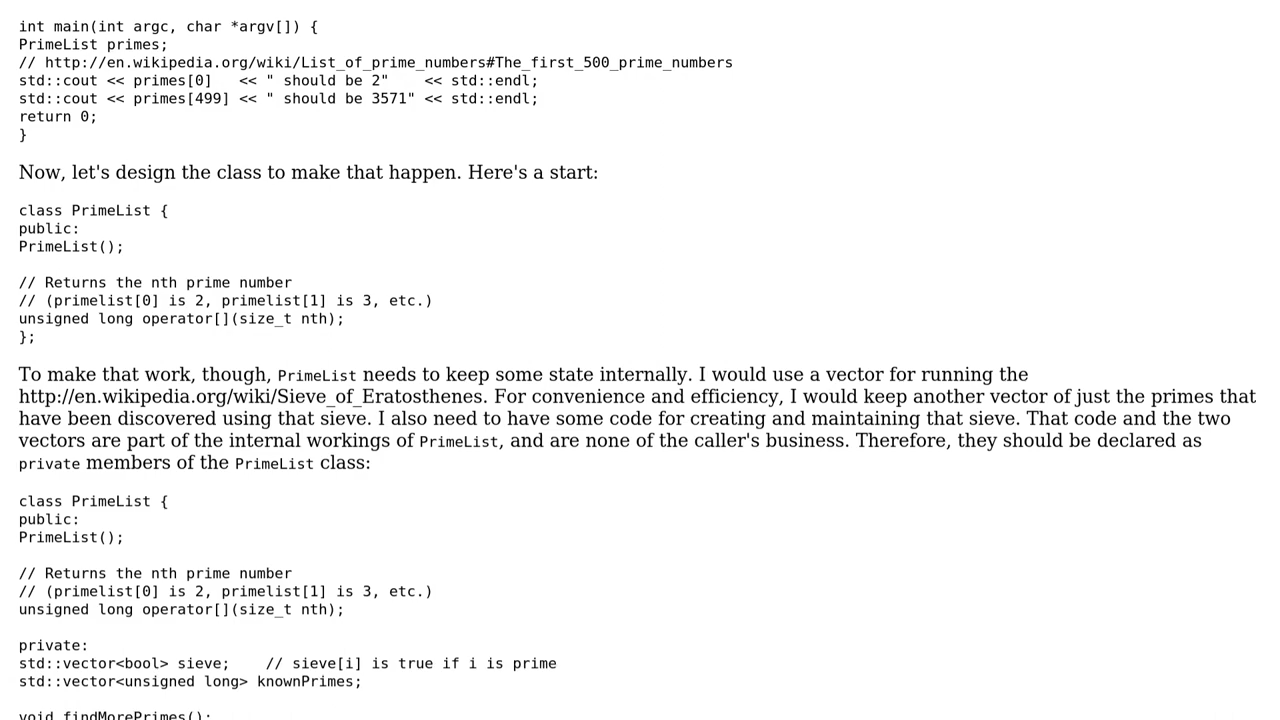 int main(int argc, char *argv[]) {
PrimeList primes;
// http://en.wikipedia.org/wiki/List_of_prime_numbers#The_first_500_prime_numbers
std::cout << primes[0]   << " should be 2"    << std::endl;
std::cout << primes[499] << " should be 3571" << std::endl;
return 0;
}
Now, let's design the class to make that happen. Here's a start:
class PrimeList {
public:
PrimeList();
// Returns the nth prime number
// (primelist[0] is 2, primelist[1] is 3, etc.)
unsigned long operator[](size_t nth);
};
To make that work, though, PrimeList needs to keep some state internally. I would use a vector for running the
http://en.wikipedia.org/wiki/Sieve_of_Eratosthenes. For convenience and efficiency, I would keep another vector of just the primes that
have been discovered using that sieve. I also need to have some code for creating and maintaining that sieve. That code and the two
vectors are part of the internal workings of PrimeList, and are none of the caller's business. Therefore, they should be declared as
private members of the PrimeList class:
class PrimeList {
public:
PrimeList();
// Returns the nth prime number
// (primelist[0] is 2, primelist[1] is 3, etc.)
unsigned long operator[](size_t nth);
private:
std::vector<bool> sieve;    // sieve[i] is true if i is prime
std::vector<unsigned long> knownPrimes;
void findMorePrimes();